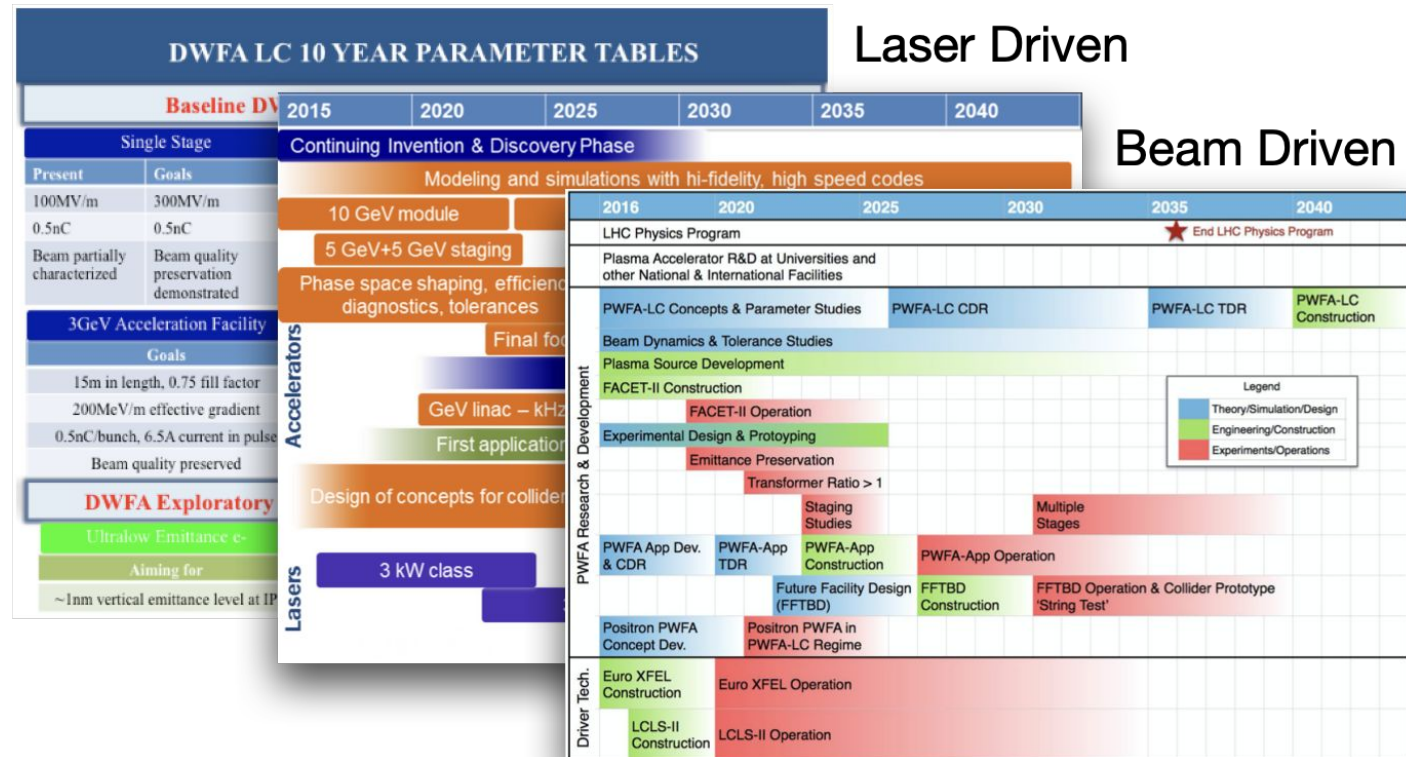 Laser Driven
Beam Driven
DWFA LC 10 YEAR PARAMETER TABLES
Baseline
Single Stage
Present Goals
100MV/m 300MV/m
0.5nC 0.5nC
Beam partially
characterized
Beam quality
preservation
demonstrated
3GeV Acceleration Facility
Goals
15m in length, 0.75 fill factor
200MeV/m effective gradient
0.5nC/bunch, 6.5A current in pulse
Beam quality preserved
DWFA Exploratory
Ultralow Emittance e-
Aiming for
~1nm vertical emittance level at IP
2015 2020 2025 2030 2035 2040
Continuing Invention & Discovery Phase
Modeling and simulations with hi-fidelity, high speed codes
Accelerators
10 GeV module
5 GeV+5 GeV staging
Phase space shaping,
diagnostics, tolerances
Final
GeV linac – kHz
First
Design of concepts for
Lasers
3 kW class
2016 2020 2025 2030 2035 2040
LHC Physics Program
End LHC Physics Program
Plasma Accelerator R&D at Universities and
other National & International Facilities
PWFA Research & Development
PWFA-LC Concepts & Parameter Studies
PWFA-LC CDR
PWFA-LC TDR
PWFA-LC
Construction
Beam Dynamics & Tolerance Studies
Plasma Source Development
FACET-II Construction
FACET-II Operation
Experimental Design & Protoyping
Emittance Preservation
Transformer Ratio > 1
Staging
Studies
Multiple
Stages
PWFA App Dev.
& CDR
PWFA-App
TDR
PWFA-App
Construction
PWFA-App Operation
Future Facility Design
(FFTBD)
FFTBD
Construction
FFTBD Operation & Collider Prototype
'String Test'
Positron PWFA
Concept Dev.
Positron PWFA in
PWFA-LC Regime
Legend
Theory/Simulation/Design
Engineering/Construction
Experiments/Operations
Driver Tech.
Euro XFEL
Construction
Euro XFEL Operation
LCLS-II
Construction
LCLS-II Operation